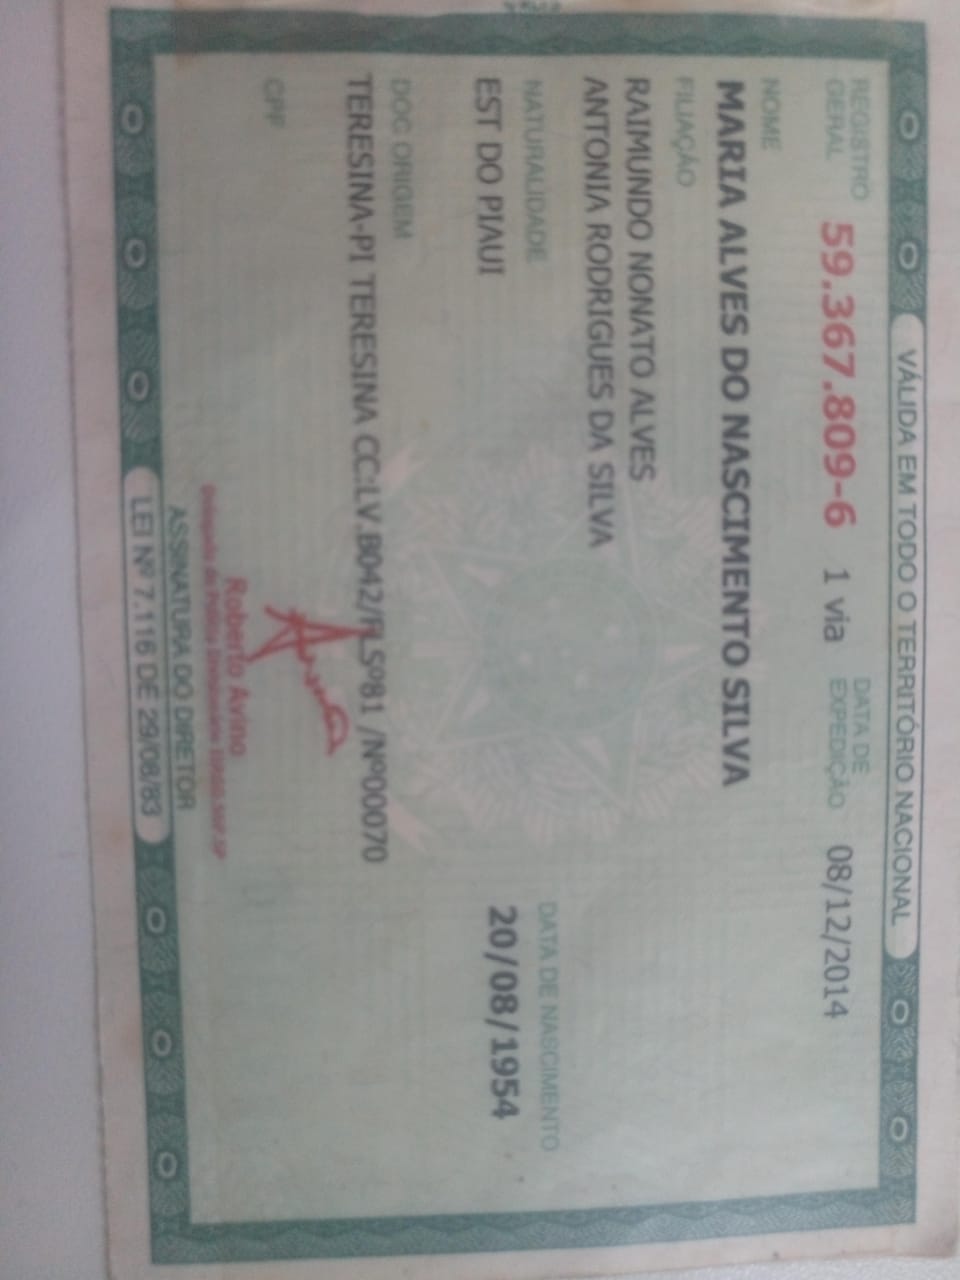 VÁLIDA EM TODO O TERRITÓRIO NACIONAL
REGISTRO GERAL 59.367.809-6 1 via DATA DE EXPEDIÇÃO 08/12/2014
NOME
MARIA ALVES DO NASCIMENTO SILVA
FILIAÇÃO
RAIMUNDO NONATO ALVES
ANTONIA RODRIGUES DA SILVA
NATURALIDADE DATA DE NASCIMENTO
EST DO PIAUI 20/08/1954
DOC ORIGEM
TERESINA-PI TERESINA CC:LV.B042/FLSº81 /Nº00070
CPF
Roberto Avino
ASSINATURA DO DIRETOR
LEI Nº 7.116 DE 29/08/83